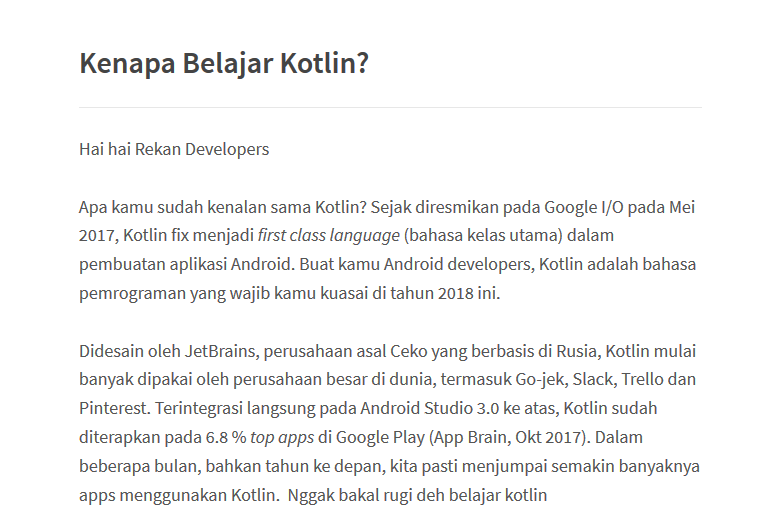 Kenapa Belajar Kotlin?
Hai hai Rekan Developers
Apa kamu sudah kenalan sama Kotlin? Sejak diresmikan pada Google I/O pada Mei
2017, Kotlin fix menjadi first class language (bahasa kelas utama) dalam
pembuatan aplikasi Android. Buat kamu Android developers, Kotlin adalah bahasa
pemrograman yang wajib kamu kuasai di tahun 2018 ini.
Didesain oleh JetBrains, perusahaan asal Ceko yang berbasis di Rusia, Kotlin mulai
banyak dipakai oleh perusahaan besar di dunia, termasuk Go-jek, Slack, Trello dan
Pinterest. Terintegrasi langsung pada Android Studio 3.0 ke atas, Kotlin sudah
diterapkan pada 6.8 % top apps di Google Play (App Brain, Okt 2017). Dalam
beberapa bulan, bahkan tahun ke depan, kita pasti menjumpai semakin banyaknya
apps menggunakan Kotlin.  Nggak bakal rugi deh belajar kotlin